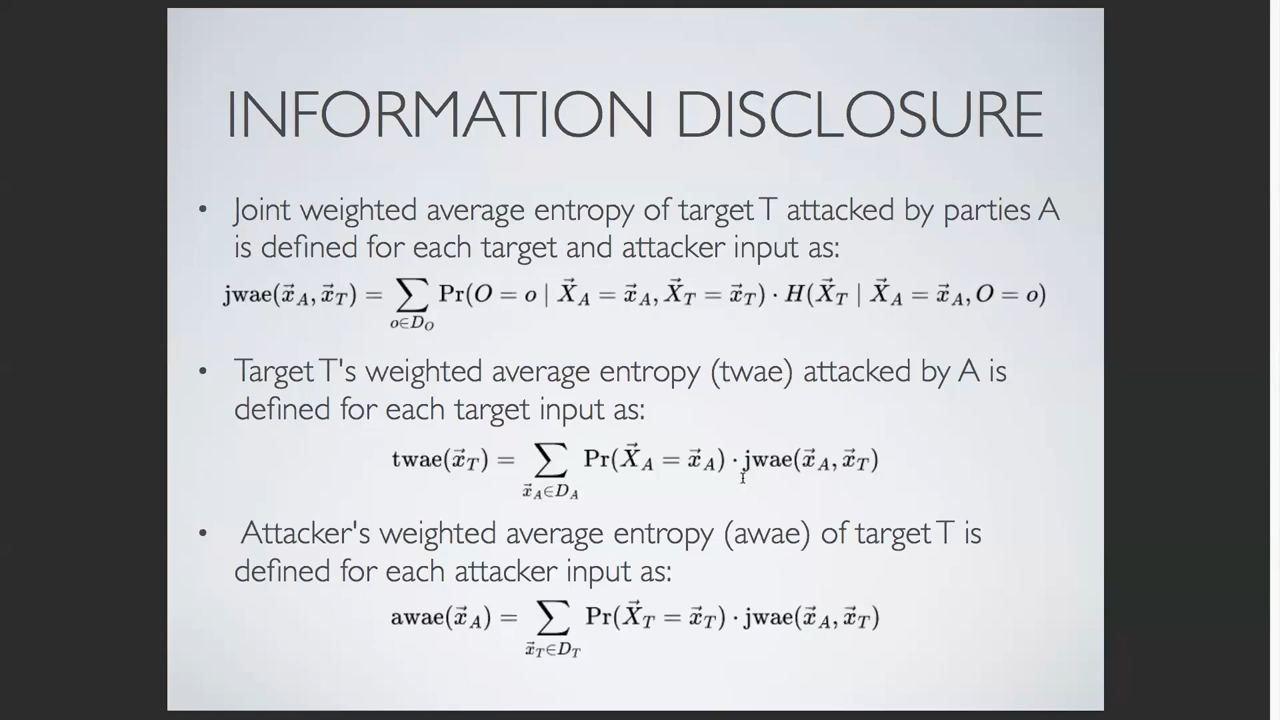 INFORMATION DISCLOSURE
• Joint weighted average entropy of target T attacked by parties A
is defined for each target and attacker input as:
jwae(x⃗_A, x⃗_T) = ∑_{o∈D_O} Pr(O = o | X⃗_A = x⃗_A, X⃗_T = x⃗_T) · H(X⃗_T | X⃗_A = x⃗_A, O = o)
• Target T's weighted average entropy (twae) attacked by A is
defined for each target input as:
twae(x⃗_T) = ∑_{x⃗_A∈D_A} Pr(X⃗_A = x⃗_A) · jwae(x⃗_A, x⃗_T)
• Attacker's weighted average entropy (awae) of target T is
defined for each attacker input as:
awae(x⃗_A) = ∑_{x⃗_T∈D_T} Pr(X⃗_T = x⃗_T) · jwae(x⃗_A, x⃗_T)